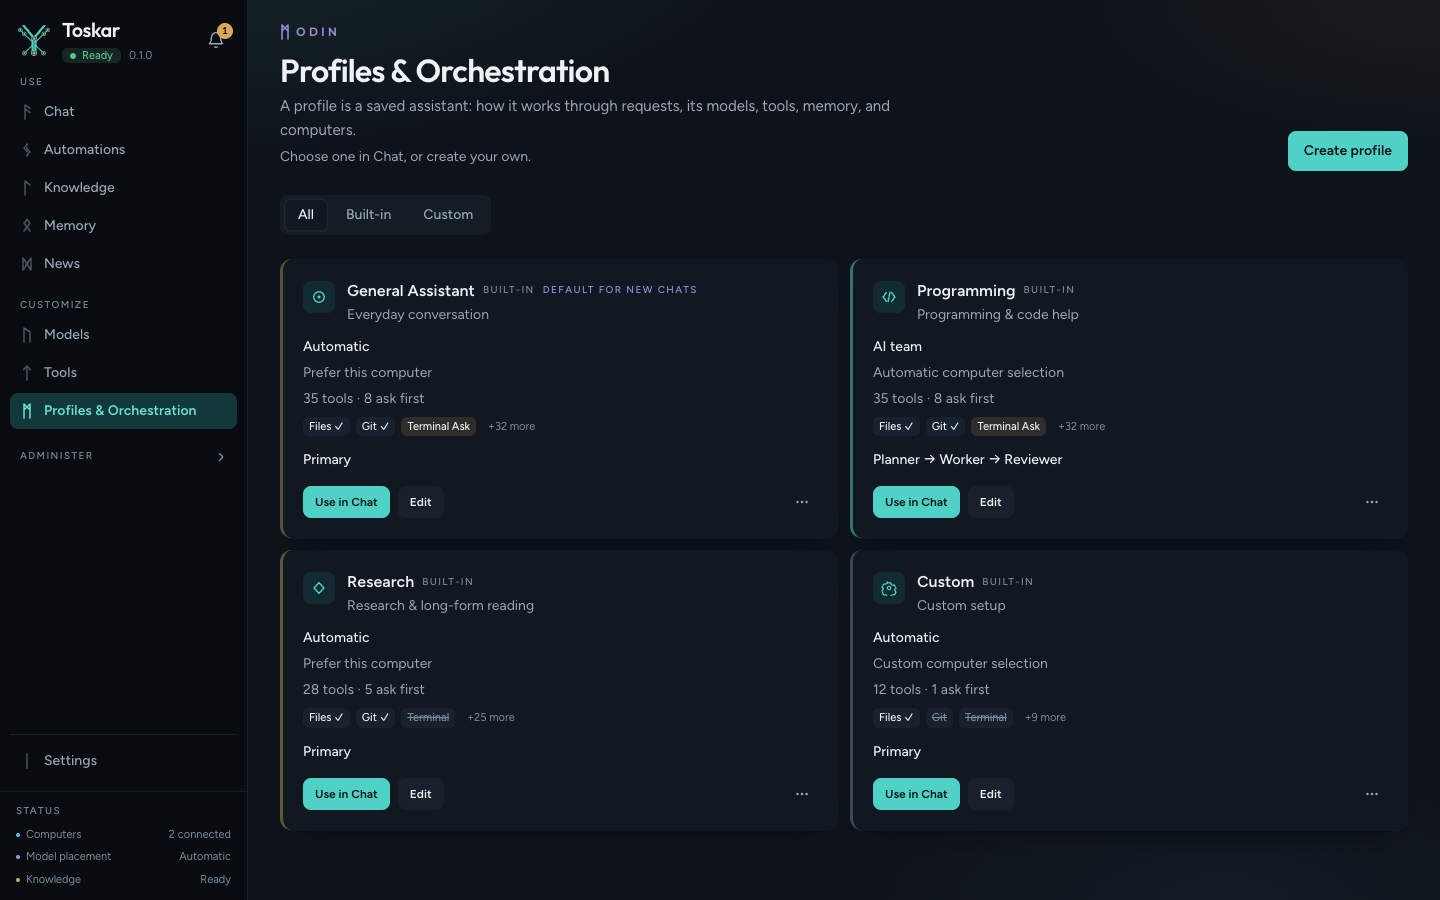 Toskar
Ready 0.1.0
1
USE
Chat
Automations
Knowledge
Memory
News
CUSTOMIZE
Models
Tools
Profiles & Orchestration
ADMINISTER
Settings
STATUS
Computers 2 connected
Model placement Automatic
Knowledge Ready
ODIN
Profiles & Orchestration
A profile is a saved assistant: how it works through requests, its models, tools, memory, and
computers.
Choose one in Chat, or create your own.
Create profile
All Built-in Custom
General Assistant BUILT-IN DEFAULT FOR NEW CHATS
Everyday conversation
Automatic
Prefer this computer
35 tools · 8 ask first
Files ✓ Git ✓ Terminal Ask +32 more
Primary
Use in Chat Edit ···
Programming BUILT-IN
Programming & code help
AI team
Automatic computer selection
35 tools · 8 ask first
Files ✓ Git ✓ Terminal Ask +32 more
Planner → Worker → Reviewer
Use in Chat Edit ···
Research BUILT-IN
Research & long-form reading
Automatic
Prefer this computer
28 tools · 5 ask first
Files ✓ Git ✓ Terminal +25 more
Primary
Use in Chat Edit ···
Custom BUILT-IN
Custom setup
Automatic
Custom computer selection
12 tools · 1 ask first
Files ✓ Git Terminal +9 more
Primary
Use in Chat Edit ···